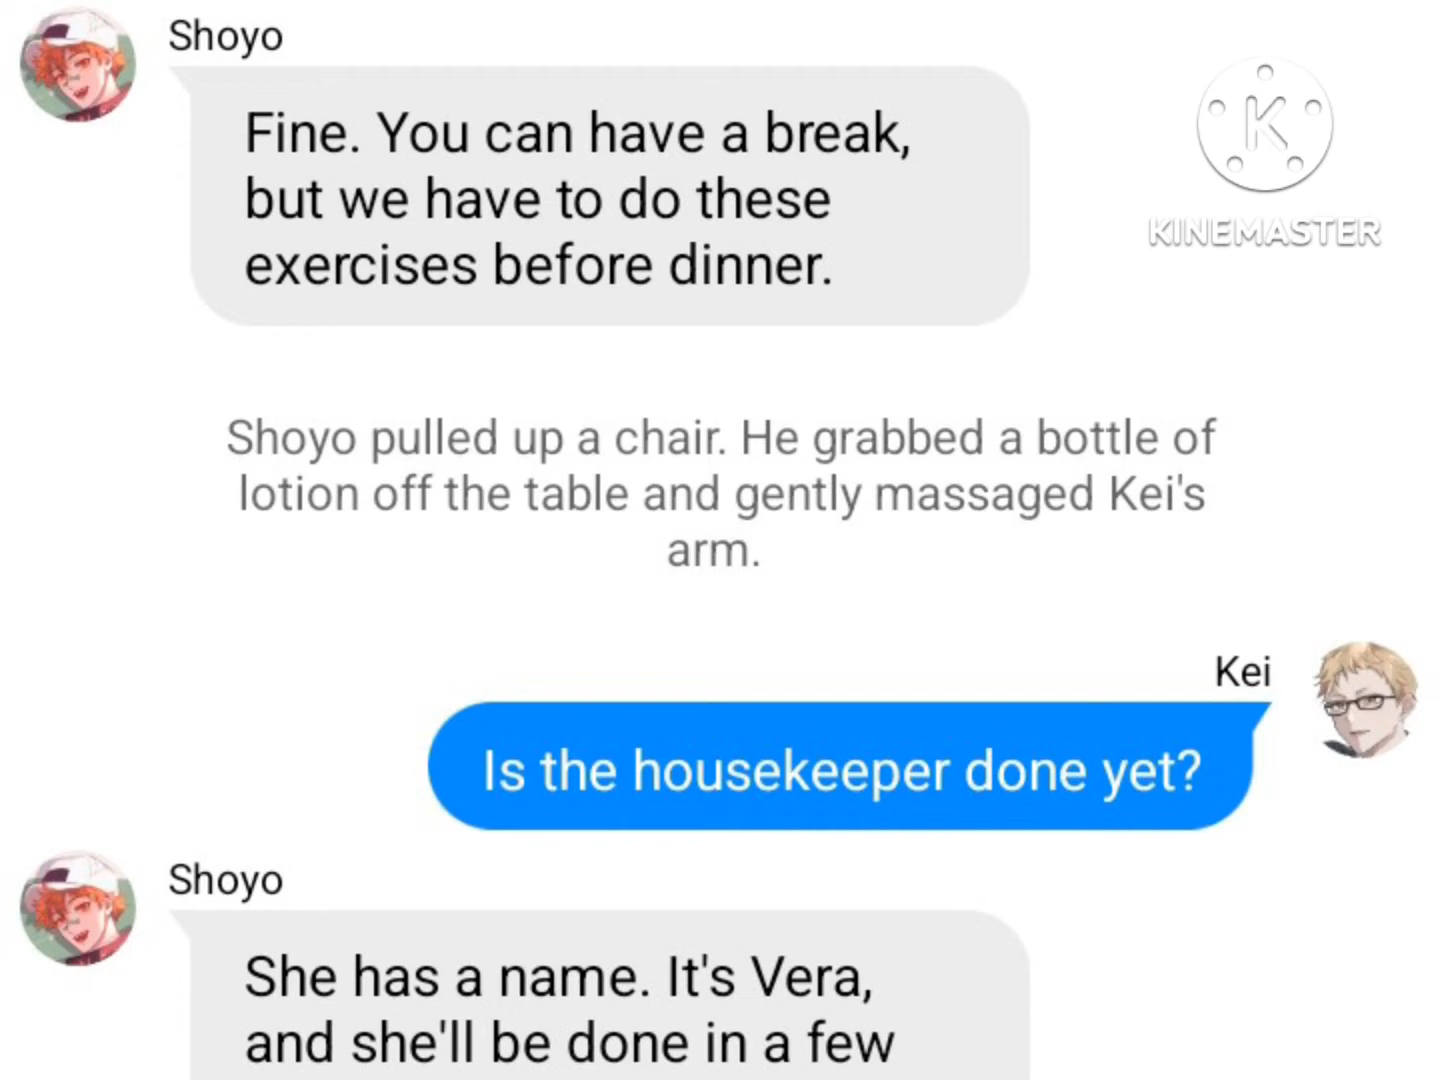 Shoyo
Fine. You can have a break,
but we have to do these
exercises before dinner.
K
KINEMASTER
Shoyo pulled up a chair. He grabbed a bottle of
lotion off the table and gently massaged Kei's
arm.
Kei
Is the housekeeper done yet?
Shoyo
She has a name. It's Vera,
and she'll be done in a few